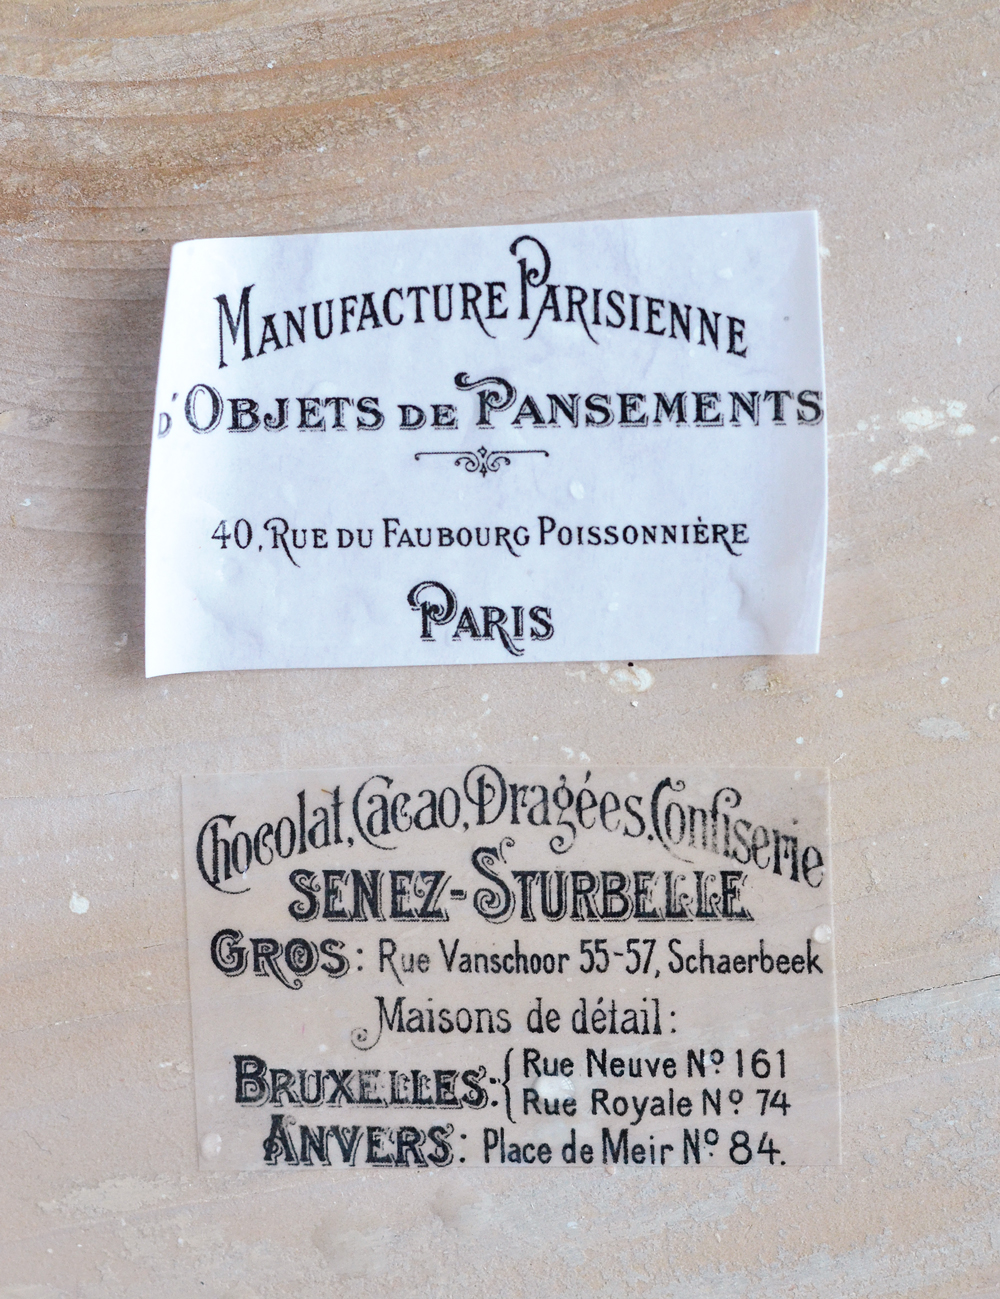 Manufacture Parisienne
d'Objets de Pansements
40, Rue du Faubourg Poissonnière
Paris
Chocolat, Cacao, Dragées, Confiserie
SENEZ-STURBELLE
GROS: Rue Vanschoor 55-57, Schaerbeek
Maisons de détail:
BRUXELLES: { Rue Neuve Nº 161
Rue Royale Nº 74
ANVERS: Place de Meir Nº 84.